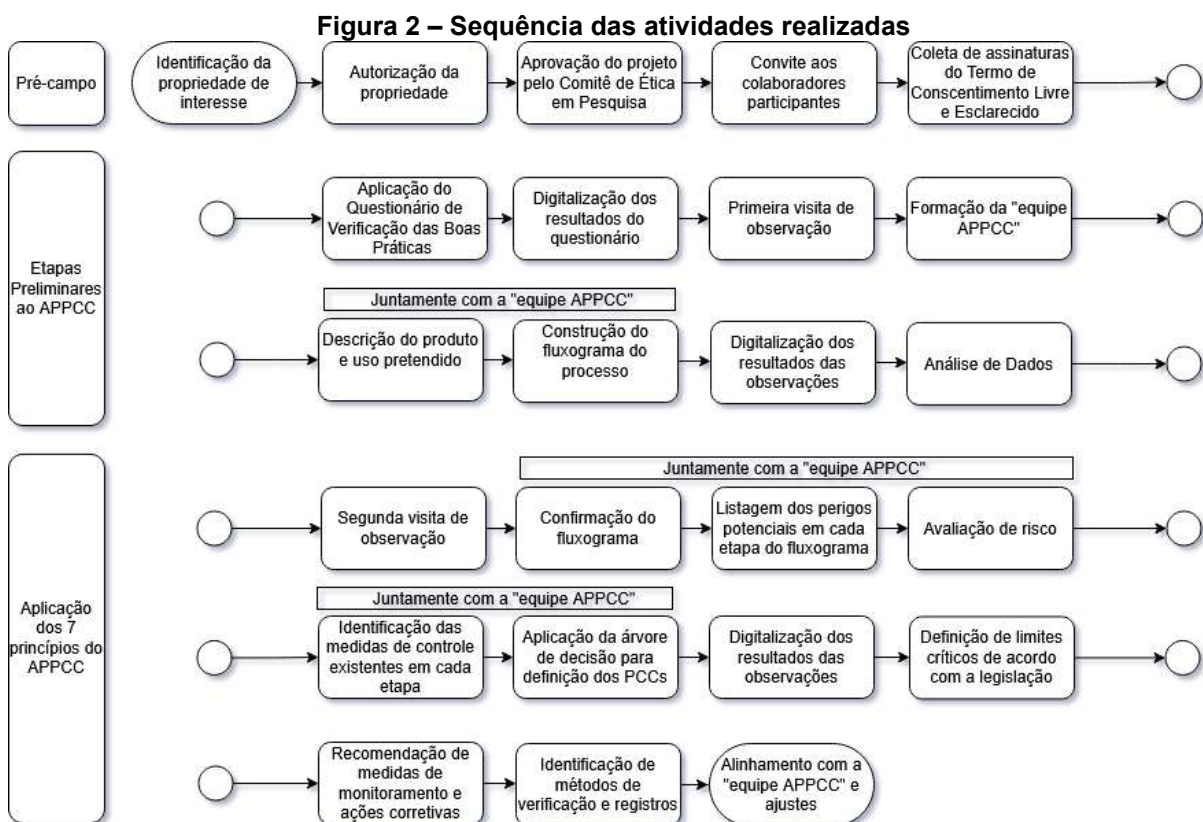 Figura 2 – Sequência das atividades realizadas
Pré-campo
Identificação da
propriedade de
interesse
Autorização da
propriedade
Aprovação do projeto
pelo Comitê de Ética
em Pesquisa
Convite aos
colaboradores
participantes
Coleta de assinaturas
do Termo de
Conscentimento Livre
e Esclarecido
Etapas
Preliminares
ao APPCC
Aplicação do
Questionário de
Verificação das Boas
Práticas
Digitalização dos
resultados do
questionário
Primeira visita de
observação
Formação da "equipe
APPCC"
Juntamente com a "equipe APPCC"
Descrição do produto
e uso pretendido
Construção do
fluxograma do
processo
Digitalização dos
resultados das
observações
Análise de Dados
Aplicação
dos 7
princípios do
APPCC
Juntamente com a "equipe APPCC"
Segunda visita de
observação
Confirmação do
fluxograma
Listagem dos perigos
potenciais em cada
etapa do fluxograma
Avaliação de risco
Juntamente com a "equipe APPCC"
Identificação das
medidas de controle
existentes em cada
etapa
Aplicação da árvore
de decisão para
definição dos PCCs
Digitalização dos
resultados das
observações
Definição de limites
críticos de acordo
com a legislação
Recomendação de
medidas de
monitoramento e
ações corretivas
Identificação de
métodos de
verificação e registros
Alinhamento com a
"equipe APPCC" e
ajustes